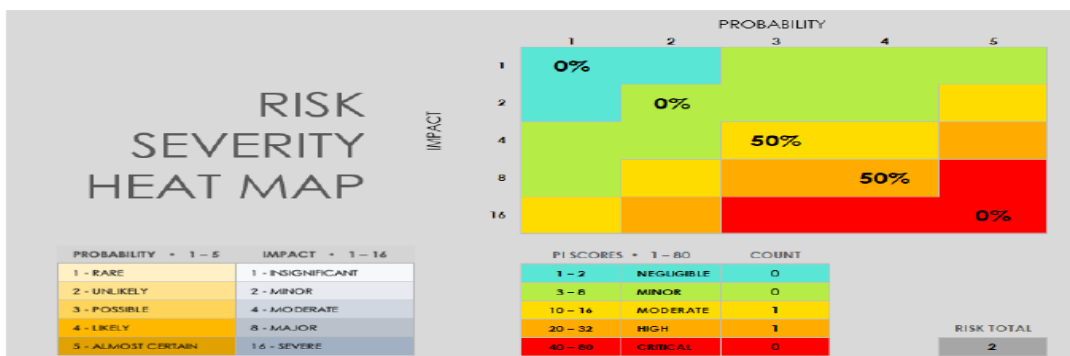 PROBABILITY
1 2 3 4 5
RISK
SEVERITY
HEAT MAP
IMPACT
1 0%
2 0%
4 50%
8 50%
16 0%
PROBABILITY • 1 – 5 IMPACT • 1 – 16
1 - RARE 1 - INSIGNIFICANT
2 - UNLIKELY 2 - MINOR
3 - POSSIBLE 4 - MODERATE
4 - LIKELY 8 - MAJOR
5 - ALMOST CERTAIN 16 - SEVERE
PI SCORES • 1 – 80 COUNT
1 – 2 NEGLIGIBLE 0
3 – 8 MINOR 0
10 – 16 MODERATE 1
20 – 32 HIGH 1
40 – 80 CRITICAL 0
RISK TOTAL
2